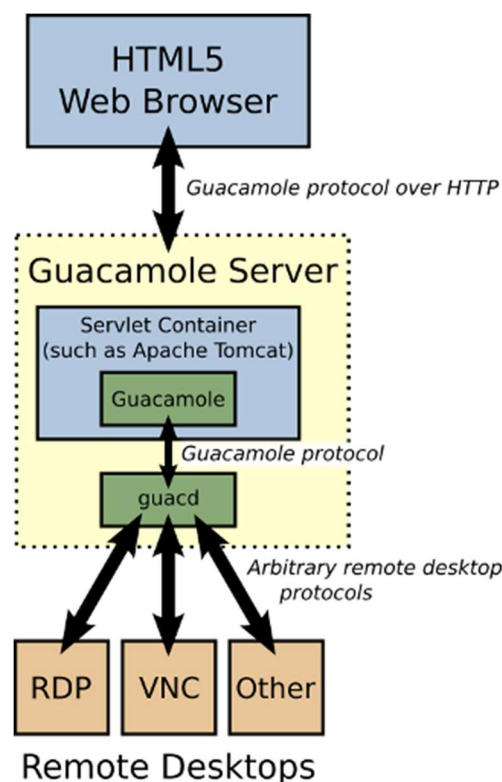 HTML5
Web Browser
Guacamole protocol over HTTP
Guacamole Server
Servlet Container
(such as Apache Tomcat)
Guacamole
Guacamole protocol
guacd
Arbitrary remote desktop
protocols
RDP
VNC
Other
Remote Desktops